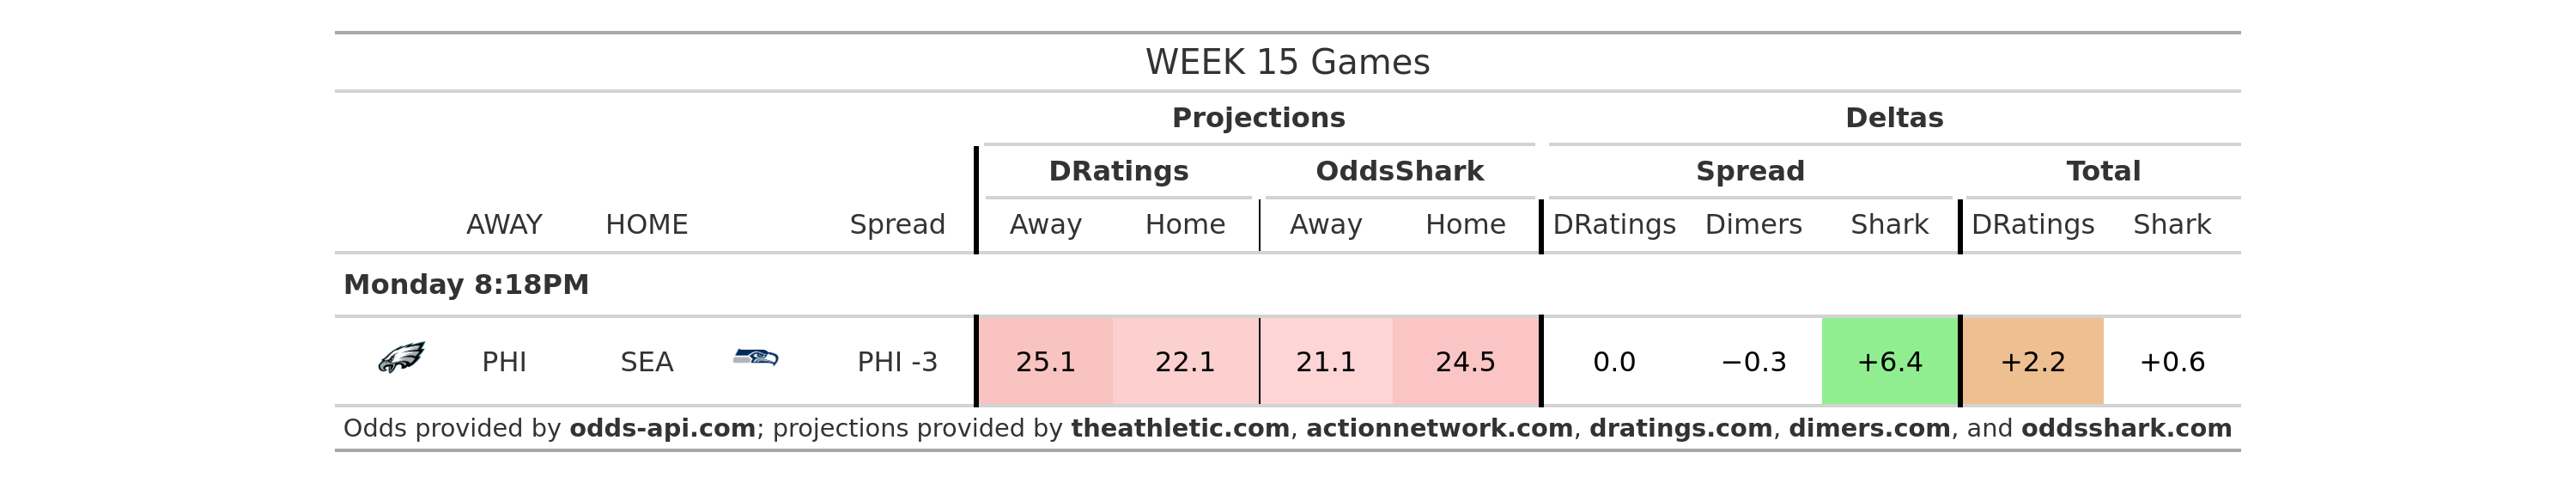 WEEK 15 Games
Projections Deltas
DRatings OddsShark Spread Total
AWAY HOME Spread Away Home Away Home DRatings Dimers Shark DRatings Shark
Monday 8:18PM
PHI SEA PHI -3 25.1 22.1 21.1 24.5 0.0 −0.3 +6.4 +2.2 +0.6
Odds provided by odds-api.com; projections provided by theathletic.com, actionnetwork.com, dratings.com, dimers.com, and oddsshark.com